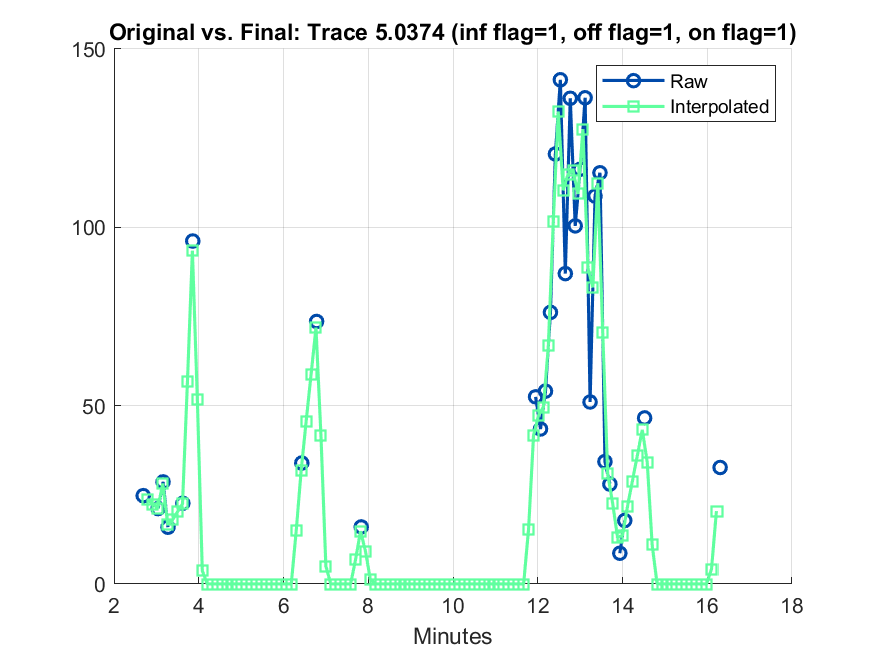 Original vs. Final: Trace 5.0374 (inf flag=1, off flag=1, on flag=1)
150
Raw
Interpolated
100
50
0
2 4 6 8 10 12 14 16 18
Minutes